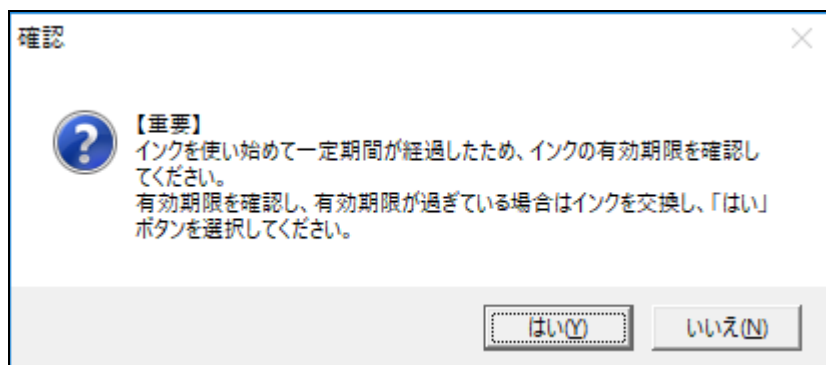 確認
【重要】
インクを使い始めて一定期間が経過したため、インクの有効期限を確認し
てください。
有効期限を確認し、有効期限が過ぎている場合はインクを交換し、「はい」
ボタンを選択してください。
はい(Y) いいえ(N)